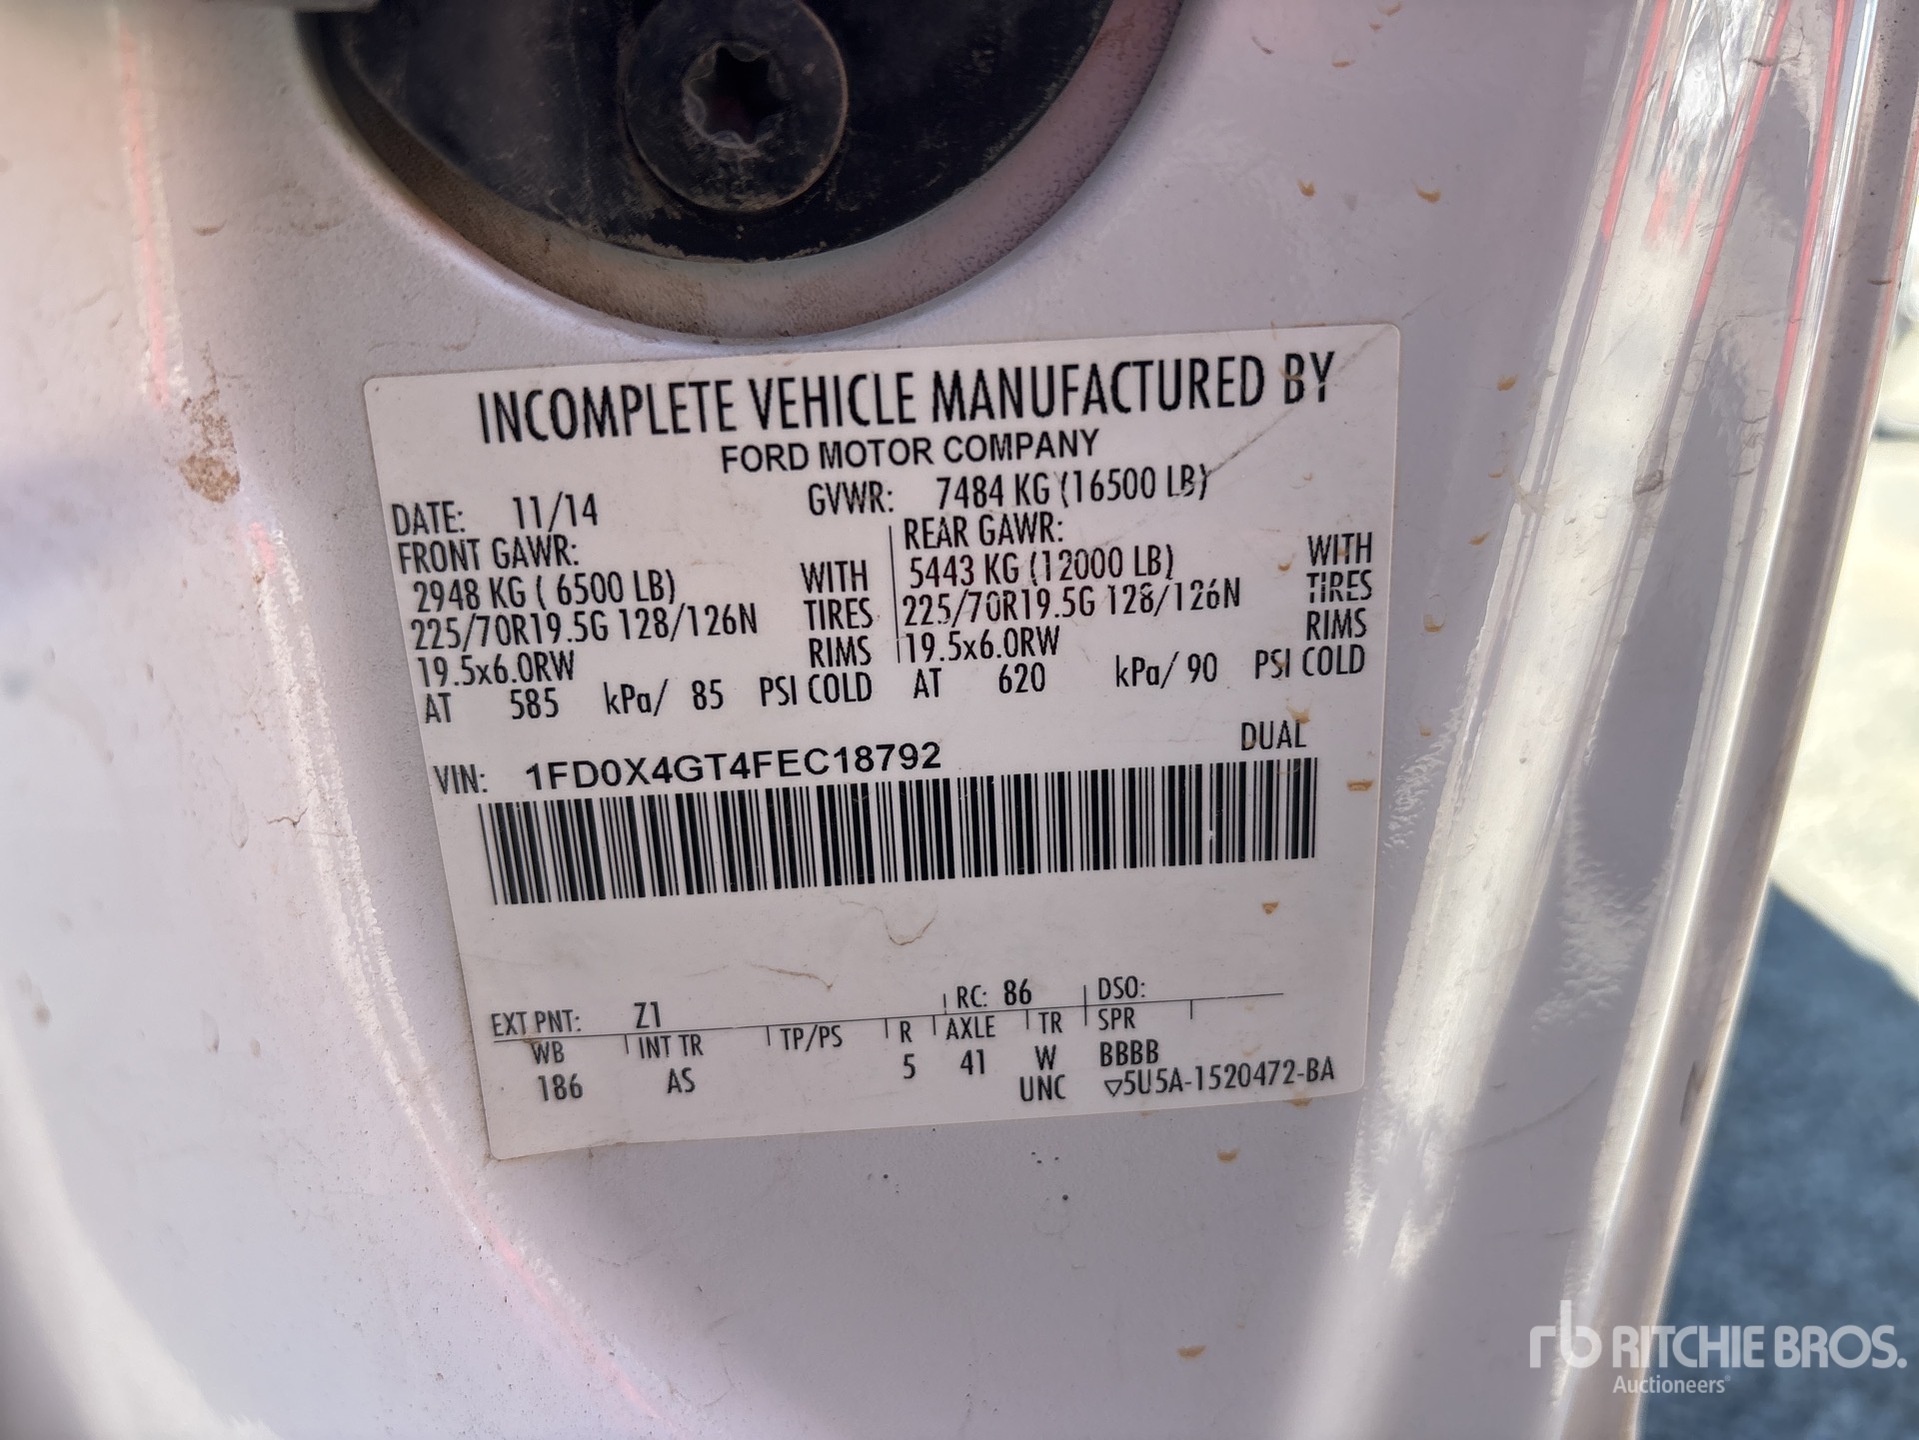 INCOMPLETE VEHICLE MANUFACTURED BY
FORD MOTOR COMPANY
DATE: 11/14 GVWR: 7484 KG (16500 LB)
FRONT GAWR: REAR GAWR:
2948 KG ( 6500 LB) WITH 5443 KG (12000 LB) WITH
225/70R19.5G 128/126N TIRES 225/70R19.5G 128/126N TIRES
19.5x6.0RW RIMS 19.5x6.0RW RIMS
AT 585 kPa/ 85 PSI COLD AT 620 kPa/ 90 PSI COLD
VIN: 1FD0X4GT4FEC18792 DUAL
EXT PNT: Z1 RC: 86 DSO:
WB INT TR TP/PS R AXLE TR SPR
186 AS 5 41 W BBBB
UNC ▽5U5A-1520472-BA
rb RITCHIE BROS.
Auctioneers